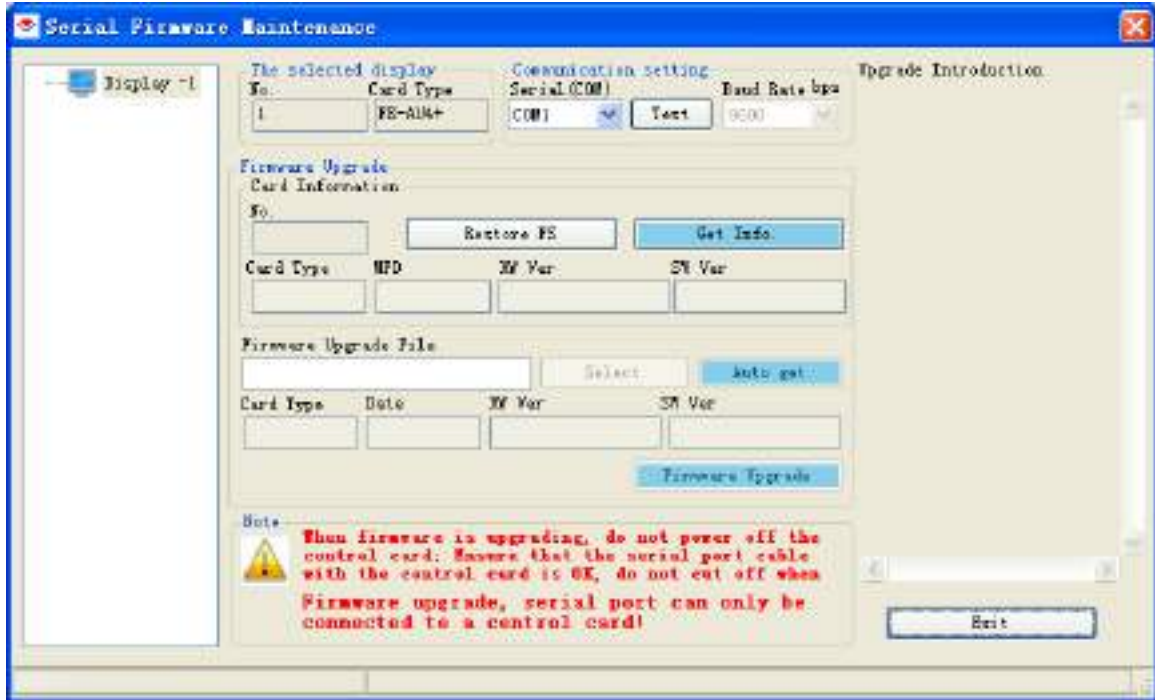 Serial Firmware Maintenance
Display -1
The selected display
No.
Card Type
1
Communication setting
Serial(COM)
Baud Rate bps
COM1
Test
9600
Upgrade Introduction
Firmware Upgrade
Card Information
No.
Restore FS
Get Info
Card Type
MFD
HW Ver
SW Ver
Firmware Upgrade File
Select
Auto get
Card Type
Date
HW Ver
SW Ver
Firmware Upgrade
Note
When firmware is upgrading, do not power off the
control card; Ensure that the serial port cable
with the control card is OK, do not cut off when
Firmware upgrade, serial port can only be
connected to a control card!
Exit